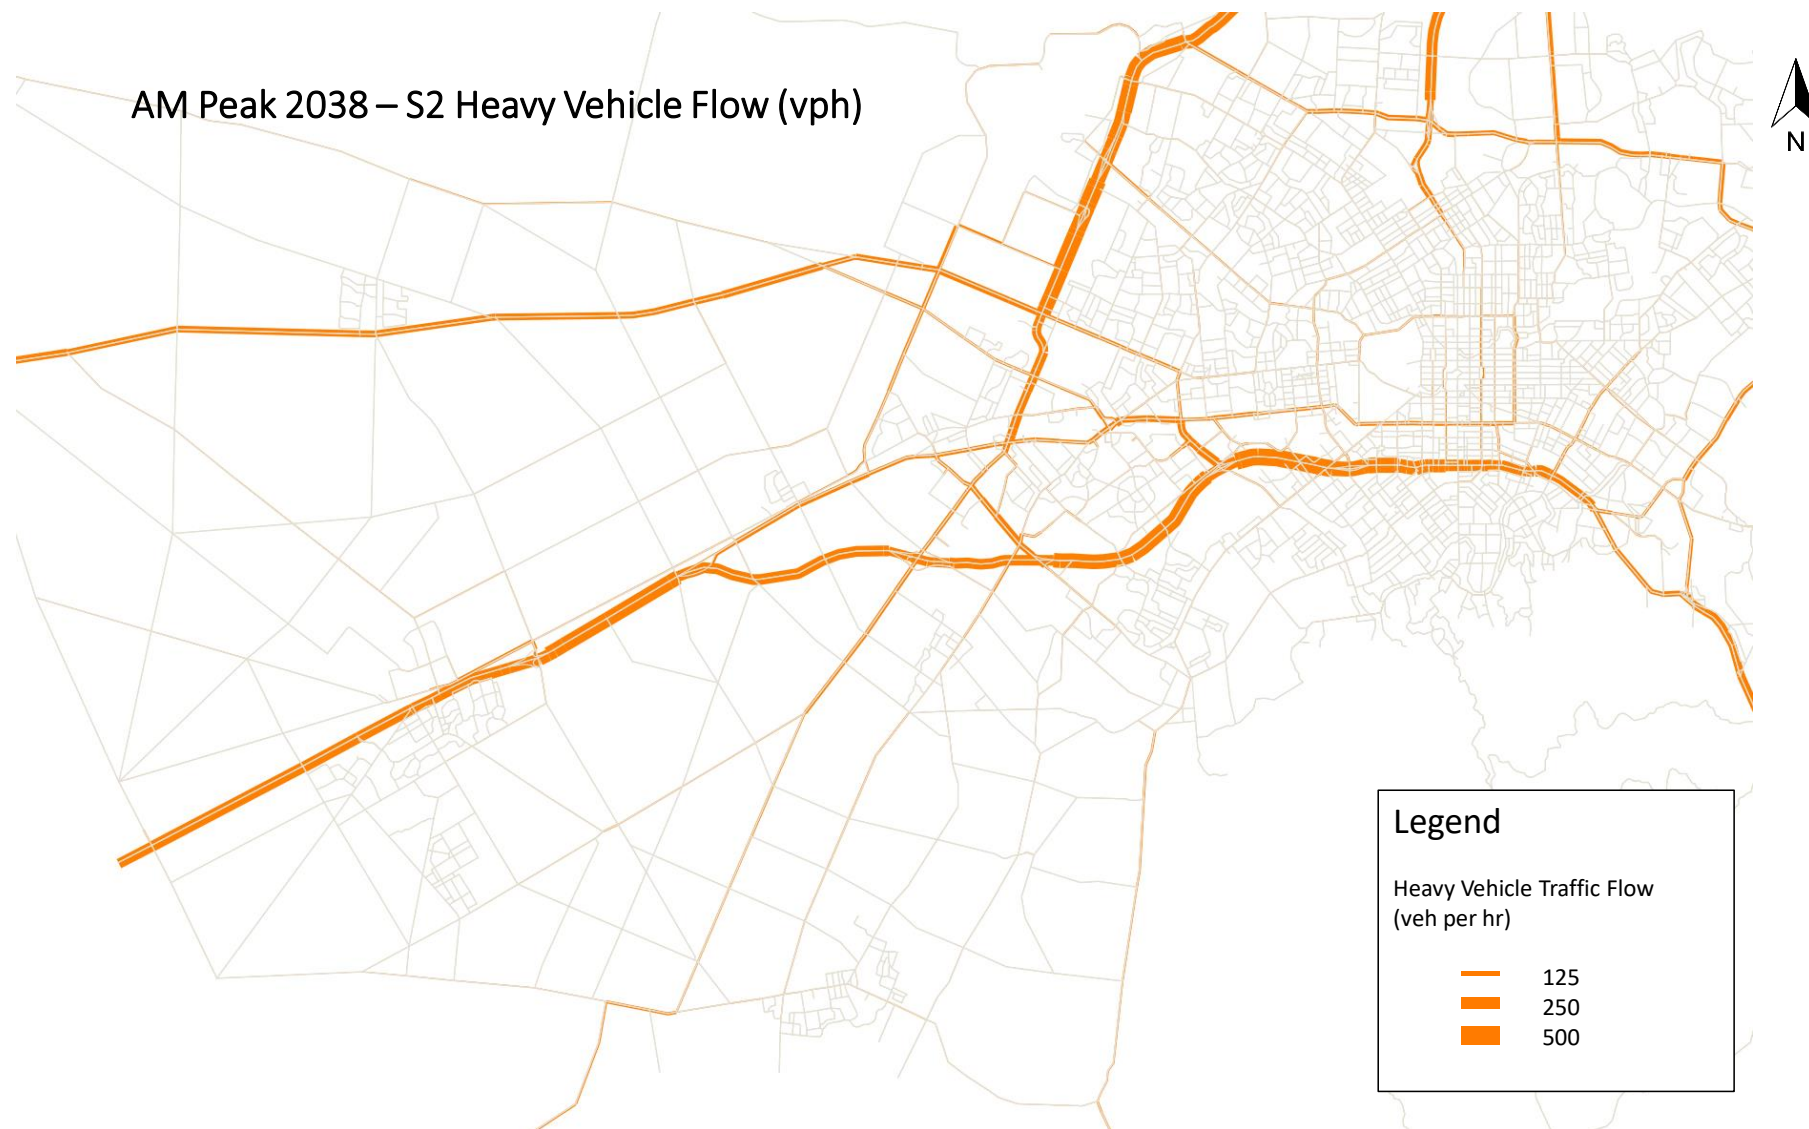 AM Peak 2038 – S2 Heavy Vehicle Flow (vph)
N
Legend
Heavy Vehicle Traffic Flow
(veh per hr)
125
250
500